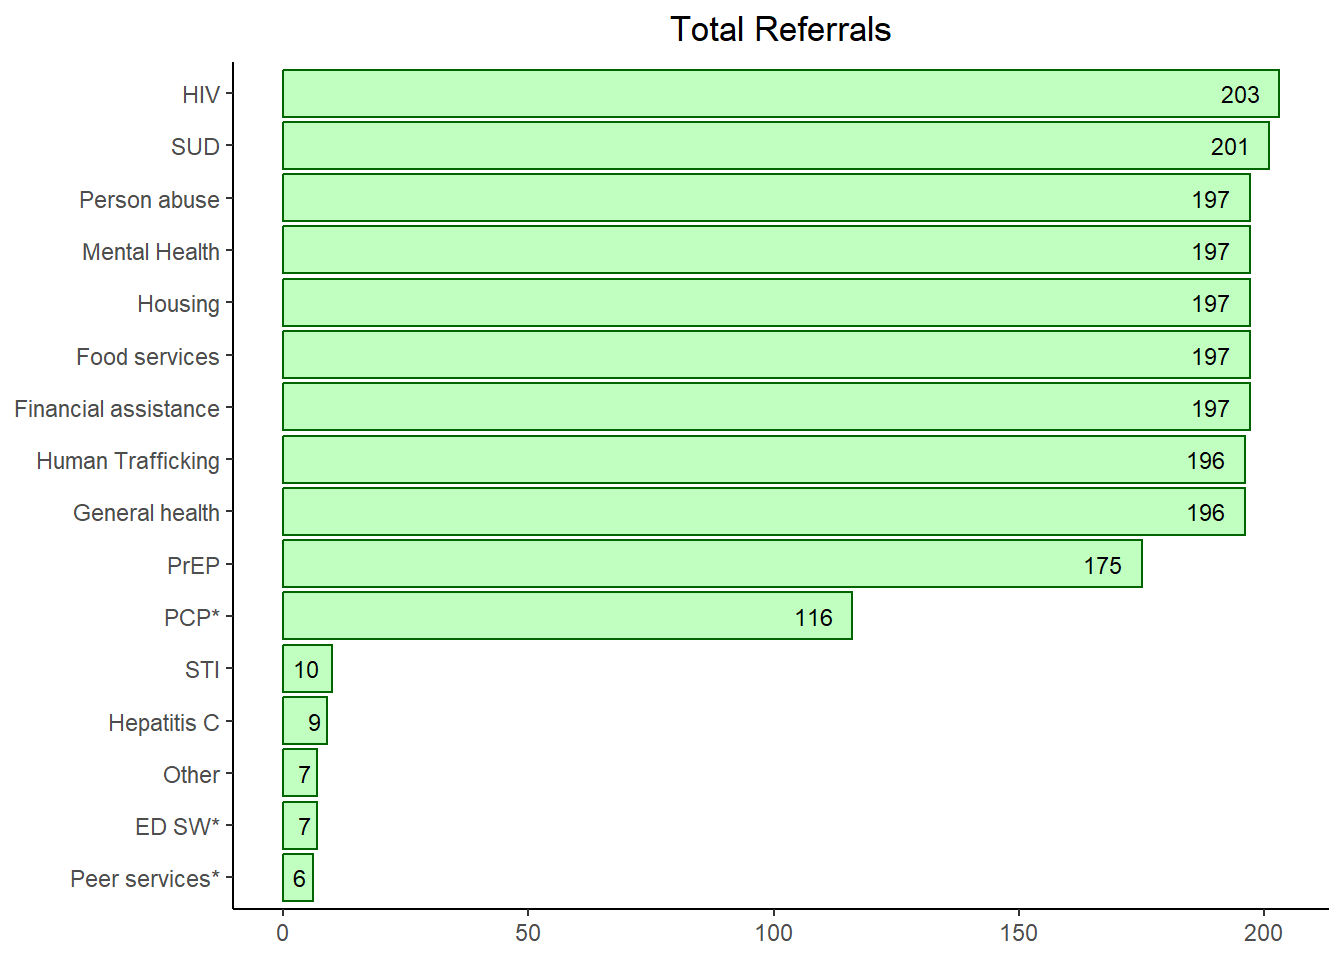 Total Referrals
HIV 203
SUD 201
Person abuse 197
Mental Health 197
Housing 197
Food services 197
Financial assistance 197
Human Trafficking 196
General health 196
PrEP 175
PCP* 116
STI 10
Hepatitis C 9
Other 7
ED SW* 7
Peer services* 6
0 50 100 150 200